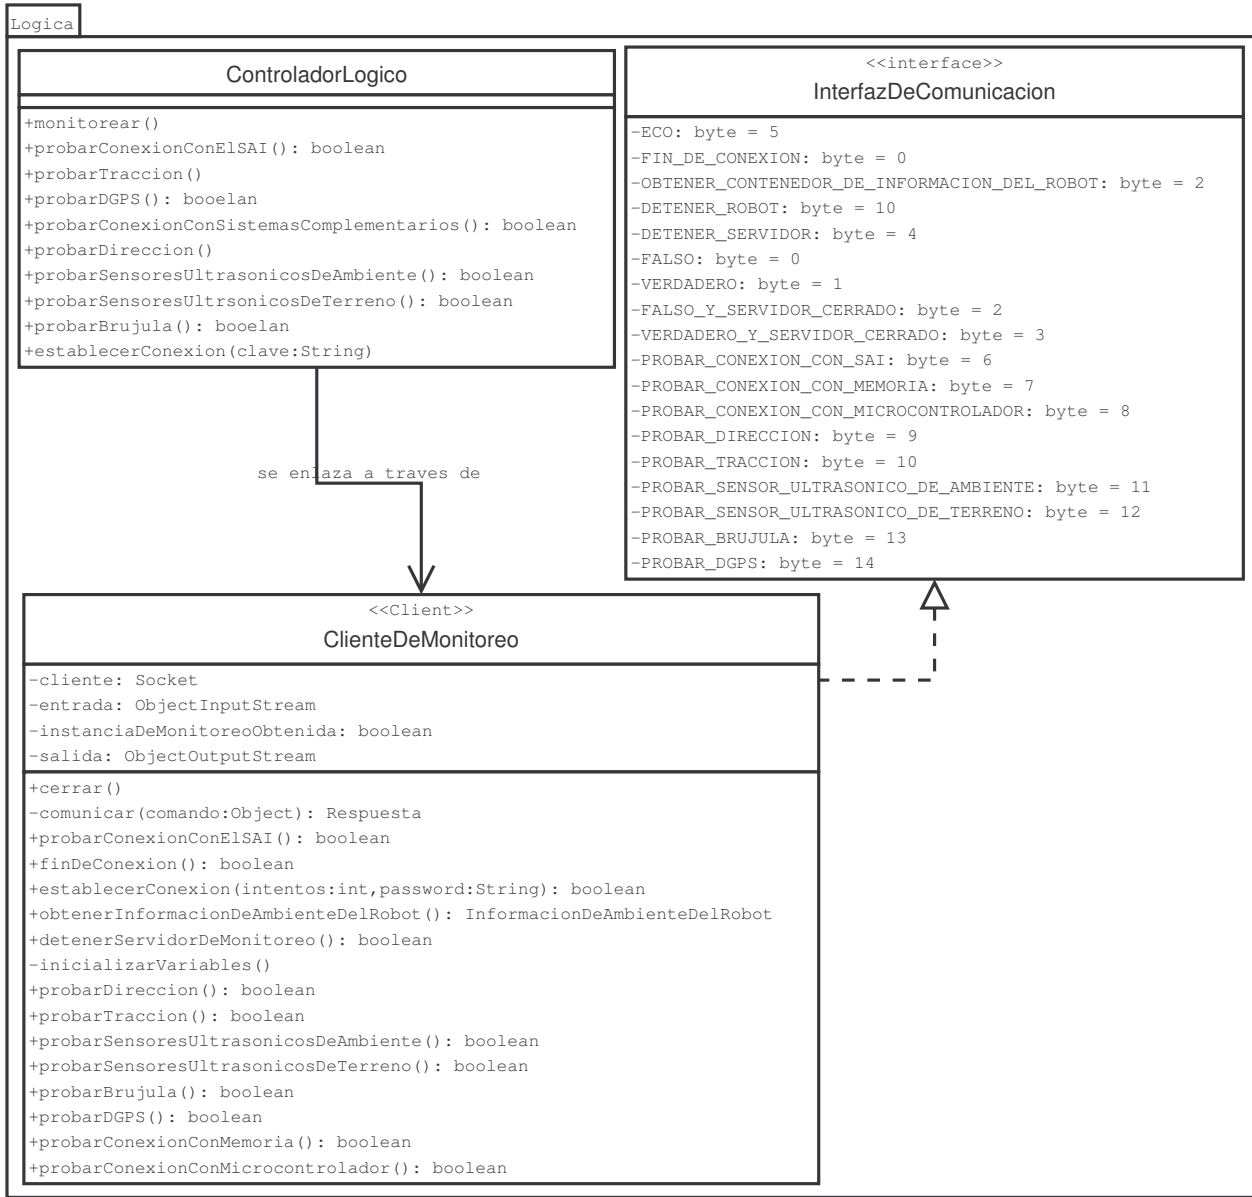 Logica
ControladorLogico
+monitorear()
+probarConexionConElSAI(): boolean
+probarTraccion()
+probarDGPS(): booelan
+probarConexionConSistemasComplementarios(): boolean
+probarDireccion()
+probarSensoresUltrasonicosDeAmbiente(): boolean
+probarSensoresUltrsonicosDeTerreno(): boolean
+probarBrujula(): booelan
+establecerConexion(clave:String)
<<interface>>
InterfazDeComunicacion
-ECO: byte = 5
-FIN_DE_CONEXION: byte = 0
-OBTENER_CONTENEDOR_DE_INFORMACION_DEL_ROBOT: byte = 2
-DETENER_ROBOT: byte = 10
-DETENER_SERVIDOR: byte = 4
-FALSO: byte = 0
-VERDADERO: byte = 1
-FALSO_Y_SERVIDOR_CERRADO: byte = 2
-VERDADERO_Y_SERVIDOR_CERRADO: byte = 3
-PROBAR_CONEXION_CON_SAI: byte = 6
-PROBAR_CONEXION_CON_MEMORIA: byte = 7
-PROBAR_CONEXION_CON_MICROCONTROLADOR: byte = 8
-PROBAR_DIRECCION: byte = 9
-PROBAR_TRACCION: byte = 10
-PROBAR_SENSOR_ULTRASONICO_DE_AMBIENTE: byte = 11
-PROBAR_SENSOR_ULTRASONICO_DE_TERRENO: byte = 12
-PROBAR_BRUJULA: byte = 13
-PROBAR_DGPS: byte = 14
se enlaza a traves de
<<Client>>
ClienteDeMonitoreo
-cliente: Socket
-entrada: ObjectInputStream
-instanciaDeMonitoreoObtenida: boolean
-salida: ObjectOutputStream
+cerrar()
-comunicar(comando:Object): Respuesta
+probarConexionConElSAI(): boolean
+finDeConexion(): boolean
+establecerConexion(intentos:int,password:String): boolean
+obtenerInformacionDeAmbienteDelRobot(): InformacionDeAmbienteDelRobot
+detenerServidorDeMonitoreo(): boolean
-inicializarVariables()
+probarDireccion(): boolean
+probarTraccion(): boolean
+probarSensoresUltrasonicosDeAmbiente(): boolean
+probarSensoresUltrasonicosDeTerreno(): boolean
+probarBrujula(): boolean
+probarDGPS(): boolean
+probarConexionConMemoria(): boolean
+probarConexionConMicrocontrolador(): boolean